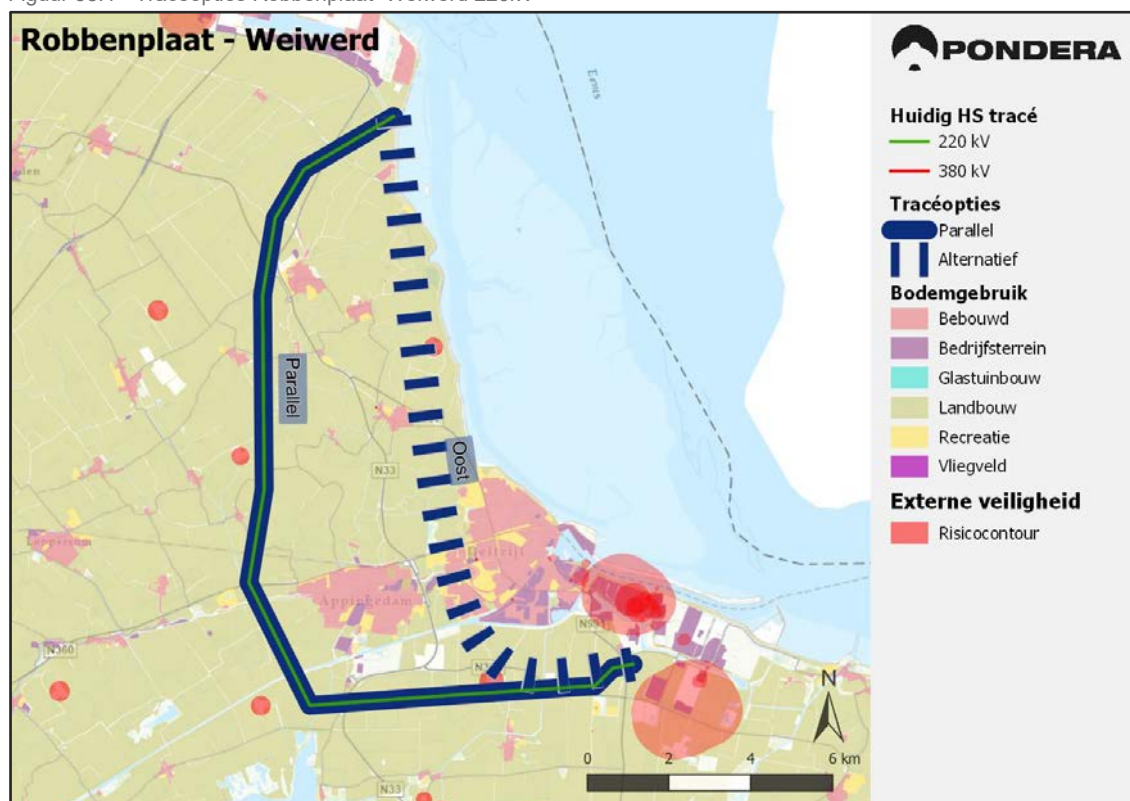 Robbenplaat - Weiwerd
PONDERA
Huidig HS tracé
220 kV
380 kV
Tracéopties
Parallel
Alternatief
Bodemgebruik
Bebouwd
Bedrijfsterrein
Glastuinbouw
Landbouw
Recreatie
Vliegveld
Externe veiligheid
Risicocontour
Eems
Parallel
Oost
N33
Appingedam
N360
N33
N
0 2 4 6 km